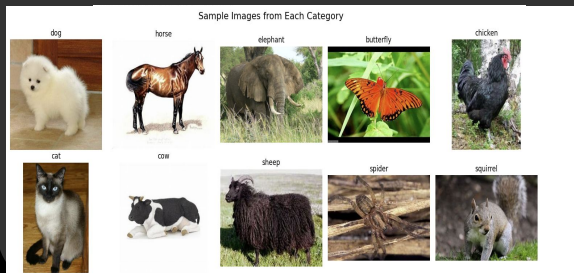 Sample Images from Each Category
dog
horse
elephant
butterfly
chicken
cat
cow
sheep
spider
squirrel